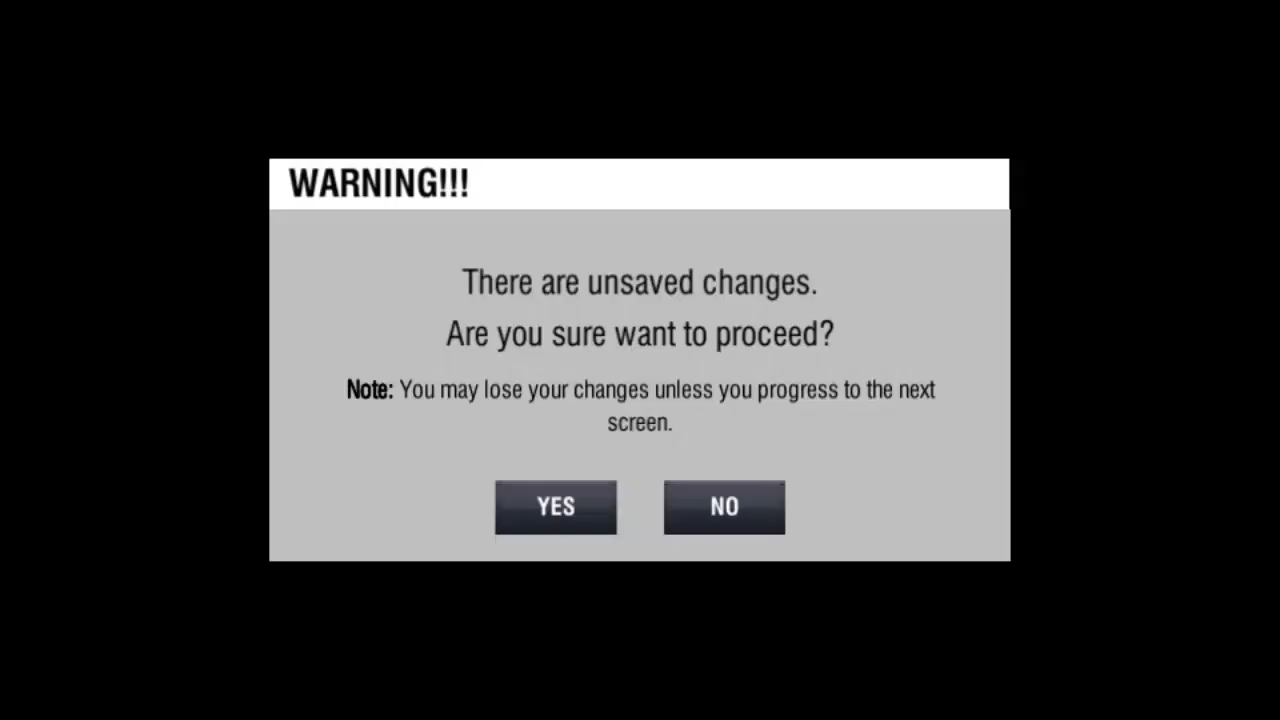 WARNING!!!
There are unsaved changes.
Are you sure want to proceed?
Note: You may lose your changes unless you progress to the next
screen.
YES
NO